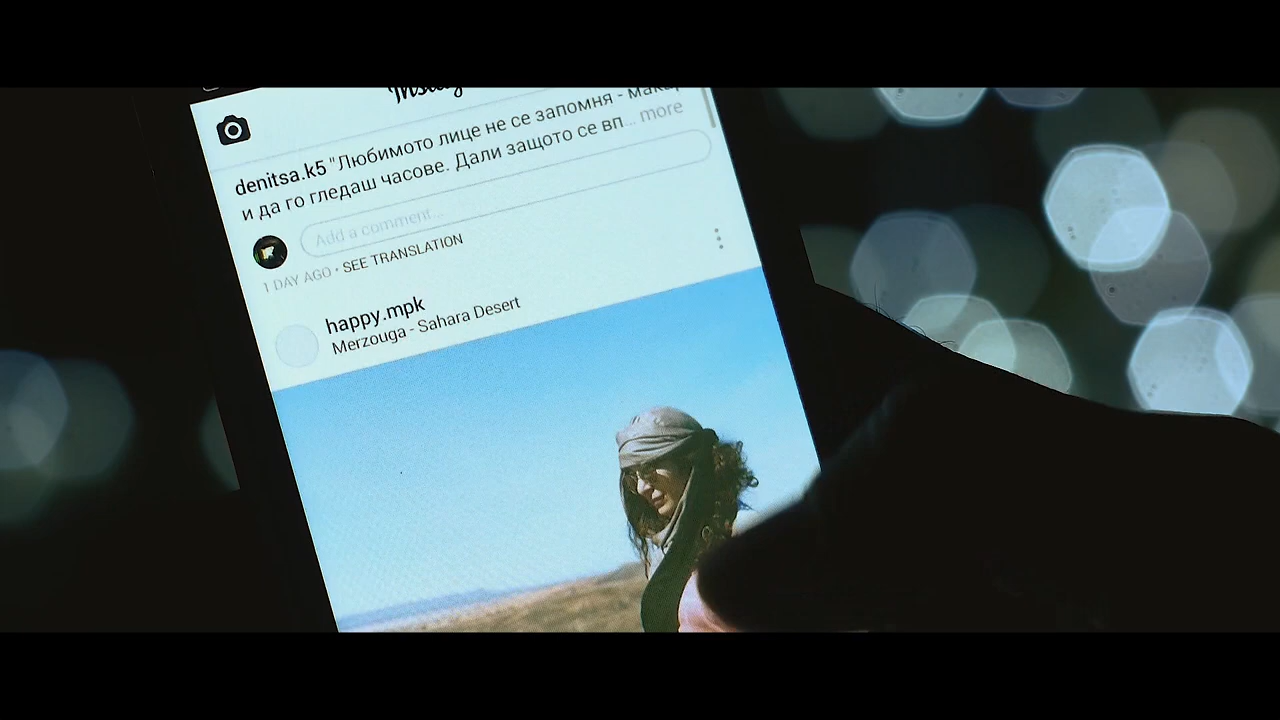 denitsa.k5 "Любимото лице не се запомня -
и да го гледаш часове. Дали защото се вп... more
Add a comment...
1 DAY AGO • SEE TRANSLATION
happy.mpk
Merzouga - Sahara Desert